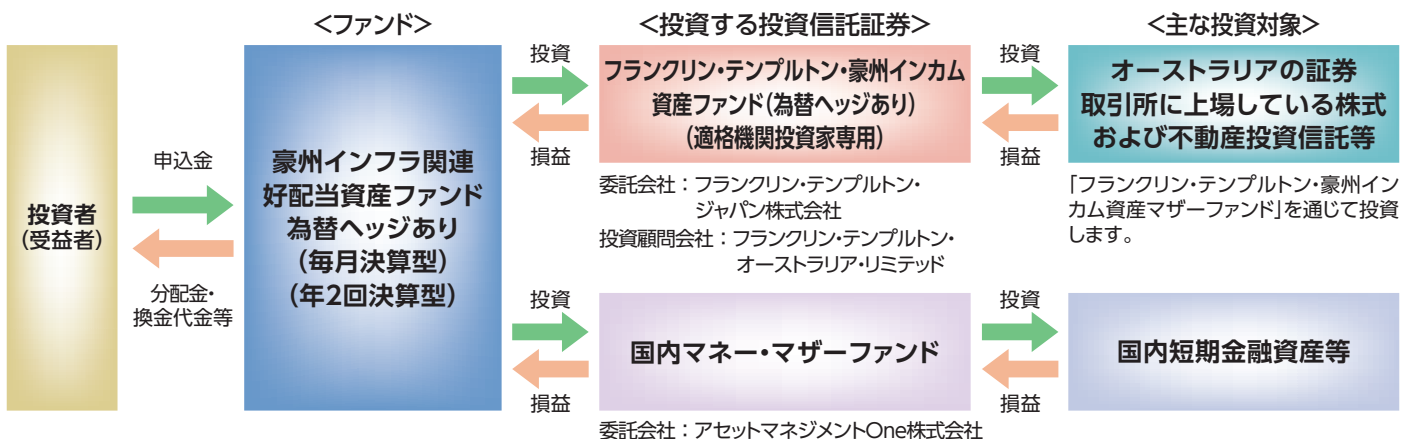 <ファンド>
<投資する投資信託証券>
<主な投資対象>
投資者
(受益者)
申込金
分配金・
換金代金等
豪州インフラ関連
好配当資産ファンド
為替ヘッジあり
(毎月決算型)
(年2回決算型)
投資
損益
フランクリン・テンプルトン・豪州インカム
資産ファンド(為替ヘッジあり)
(適格機関投資家専用)
委託会社：フランクリン・テンプルトン・
ジャパン株式会社
投資顧問会社：フランクリン・テンプルトン・
オーストラリア・リミテッド
投資
損益
オーストラリアの証券
取引所に上場している株式
および不動産投資信託等
「フランクリン・テンプルトン・豪州イン
カム資産マザーファンド」を通じて投資
します。
投資
損益
国内マネー・マザーファンド
委託会社：アセットマネジメントOne株式会社
投資
損益
国内短期金融資産等